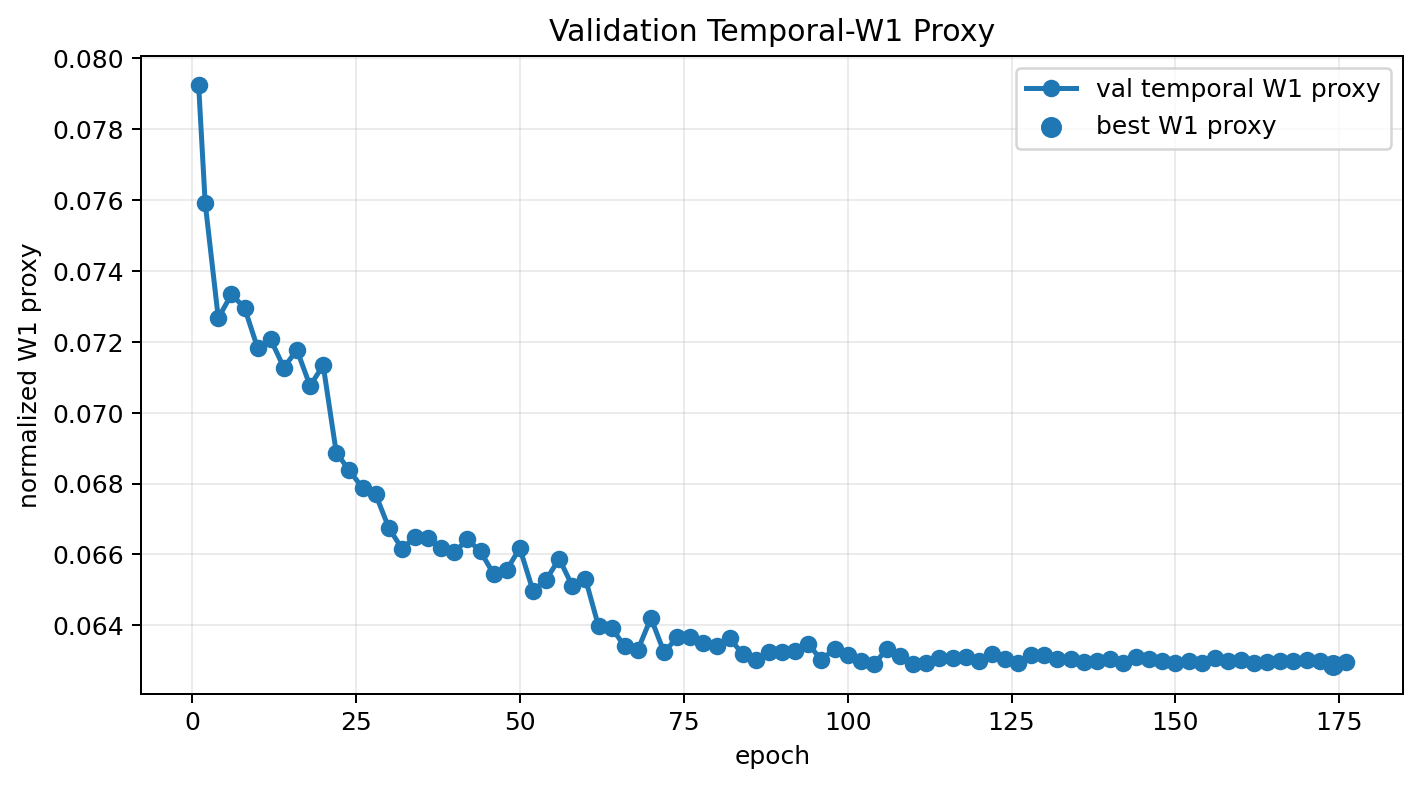 Validation Temporal-W1 Proxy
val temporal W1 proxy
best W1 proxy
normalized W1 proxy
0.080
0.078
0.076
0.074
0.072
0.070
0.068
0.066
0.064
0 25 50 75 100 125 150 175
epoch